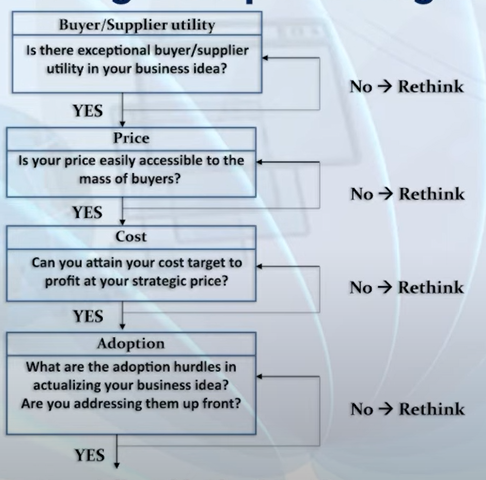 Buyer/Supplier utility
Is there exceptional buyer/supplier
utility in your business idea?
No → Rethink
YES
Price
Is your price easily accessible to the
mass of buyers?
No → Rethink
YES
Cost
Can you attain your cost target to
profit at your strategic price?
No → Rethink
YES
Adoption
What are the adoption hurdles in
actualizing your business idea?
Are you addressing them up front?
No → Rethink
YES